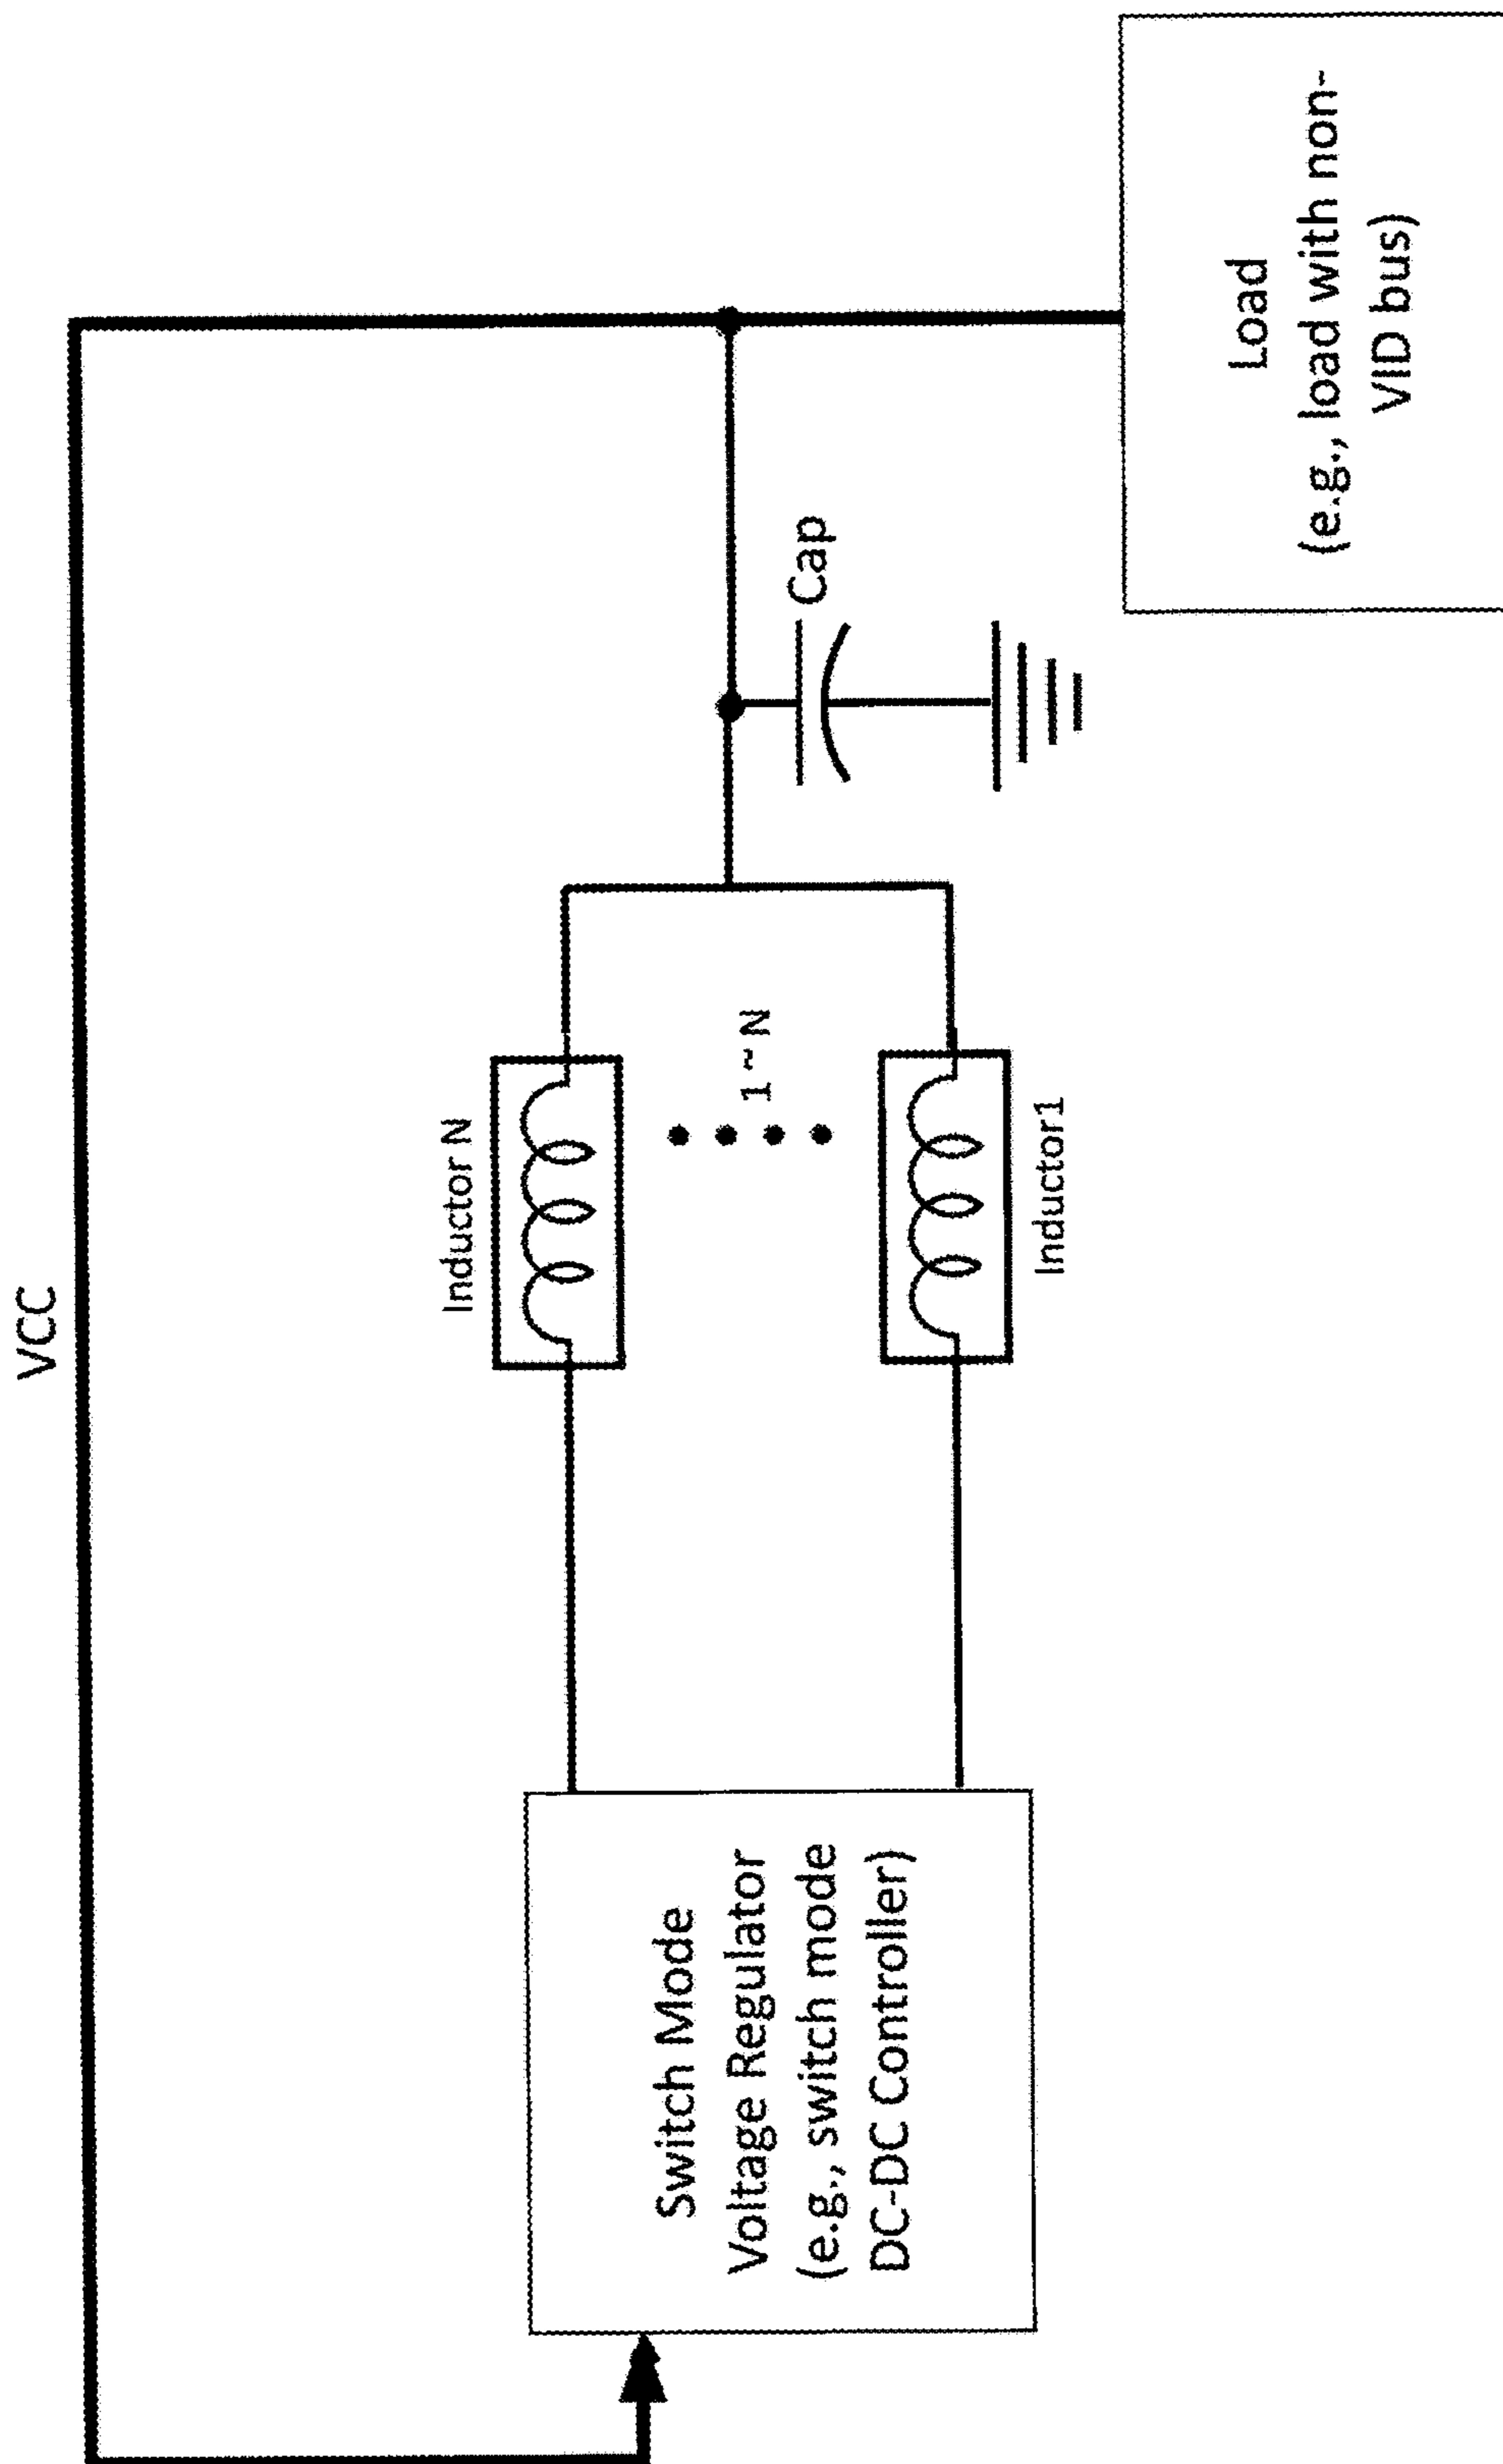 VCC
Inductor N
1 ~ N
Inductor1
Cap
Switch Mode
Voltage Regulator
(e.g., switch mode
DC-DC Controller)
Load
(e.g., load with non-
VID bus)